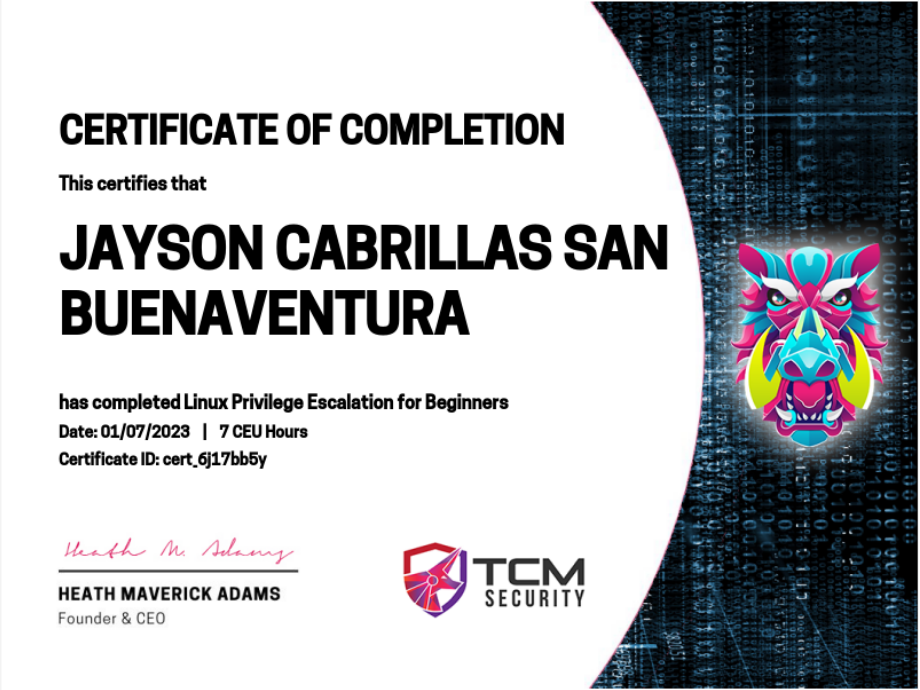 CERTIFICATE OF COMPLETION
This certifies that
JAYSON CABRILLAS SAN
BUENAVENTURA
has completed Linux Privilege Escalation for Beginners
Date: 01/07/2023 | 7 CEU Hours
Certificate ID: cert_6j17bb5y
Heath M. Adams
HEATH MAVERICK ADAMS
Founder & CEO
TCM
SECURITY